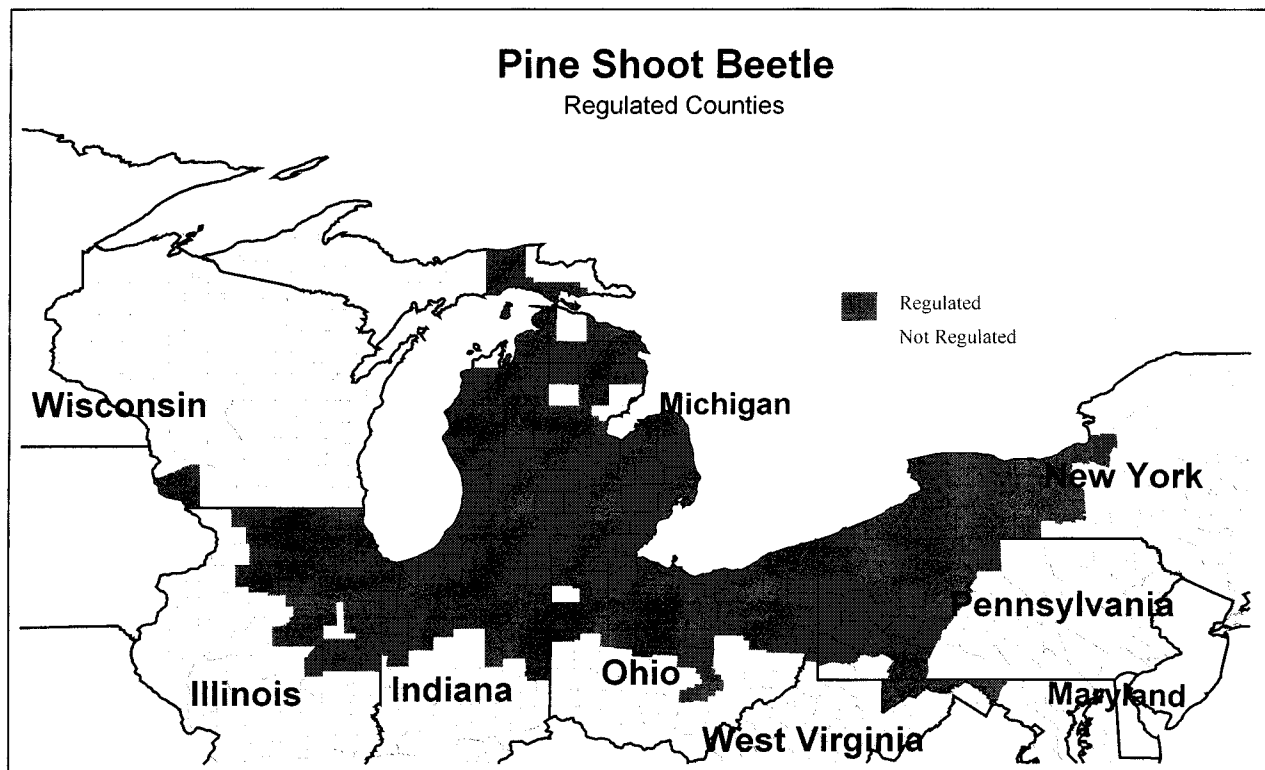 Pine Shoot Beetle
Regulated Counties
Regulated
Not Regulated
Wisconsin
Michigan
New York
Pennsylvania
Illinois
Indiana
Ohio
Maryland
West Virginia